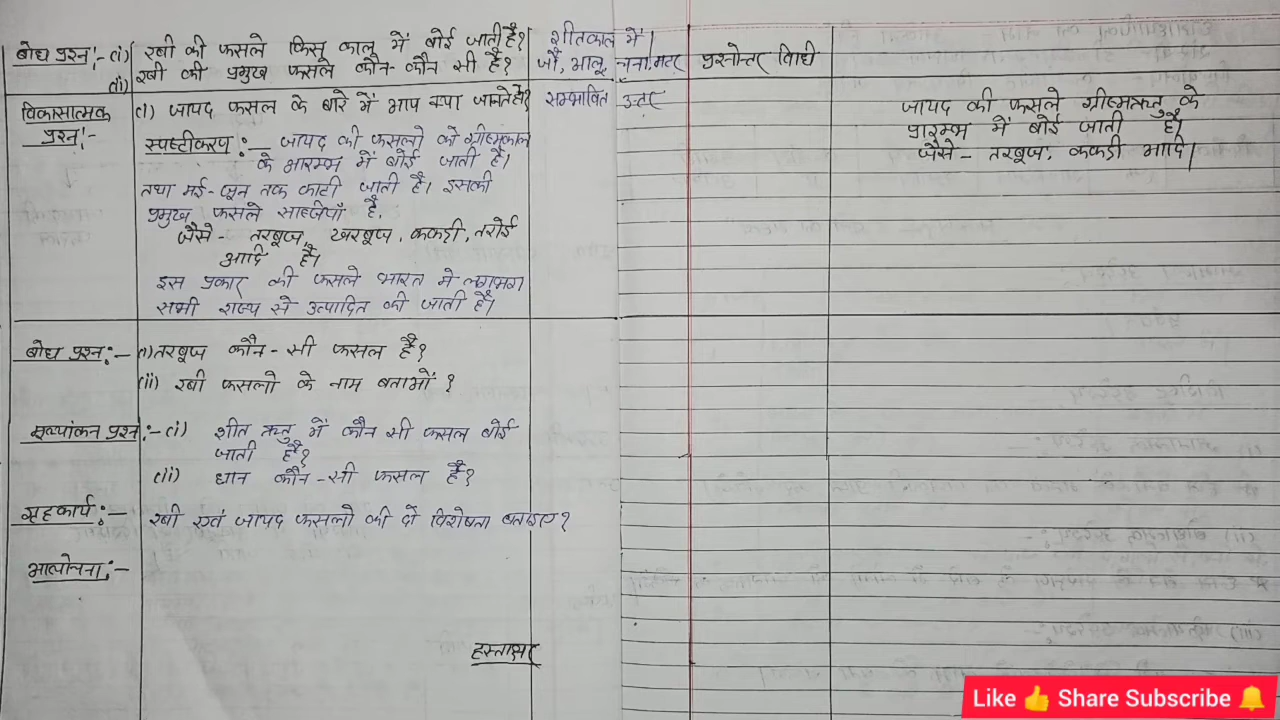 बोध प्रश्न:- (i) रबी की फसले किस काल में बोई जाती है? शीतकाल में।
(ii) रबी की प्रमुख फसले कौन-कौन सी है? जौ, आलू, चना, मटर प्रश्नोत्तर विधी
विकासात्मक प्रश्न:- (i) जायद फसल के बारे में आप क्या जानते है? सम्भावित उत्तर
स्पष्टीकरण:— जायद की फसलो को ग्रीष्मकाल
के आरम्भ में बोई जाती है।
तथा मई-जून तक काटी जाती है। इसकी
प्रमुख फसले सब्जियाँ है।
जैसे- तरबूज, खरबूज, ककडी, तरोई
आदि है।
इस प्रकार की फसले भारत मे लगभग
सभी राज्य से उत्पादित की जाती है।
जायद की फसले ग्रीष्मऋतु के
प्रारम्भ में बोई जाती है।
जैसे- तरबूज, ककडी आदि।
बोध प्रश्न:— (i) तरबूज कौन-सी फसल है?
(ii) रबी फसलो के नाम बताओं?
मूल्यांकन प्रश्न:- (i) शीत ऋतु में कौन सी फसल बोई
जाती है?
(ii) धान कौन-सी फसल है?
गृहकार्य:— रबी एवं जायद फसलो की दो विशेषता बताइए?
आलोचना:-
हस्ताक्षर
Like 👍 Share Subscribe 🔔